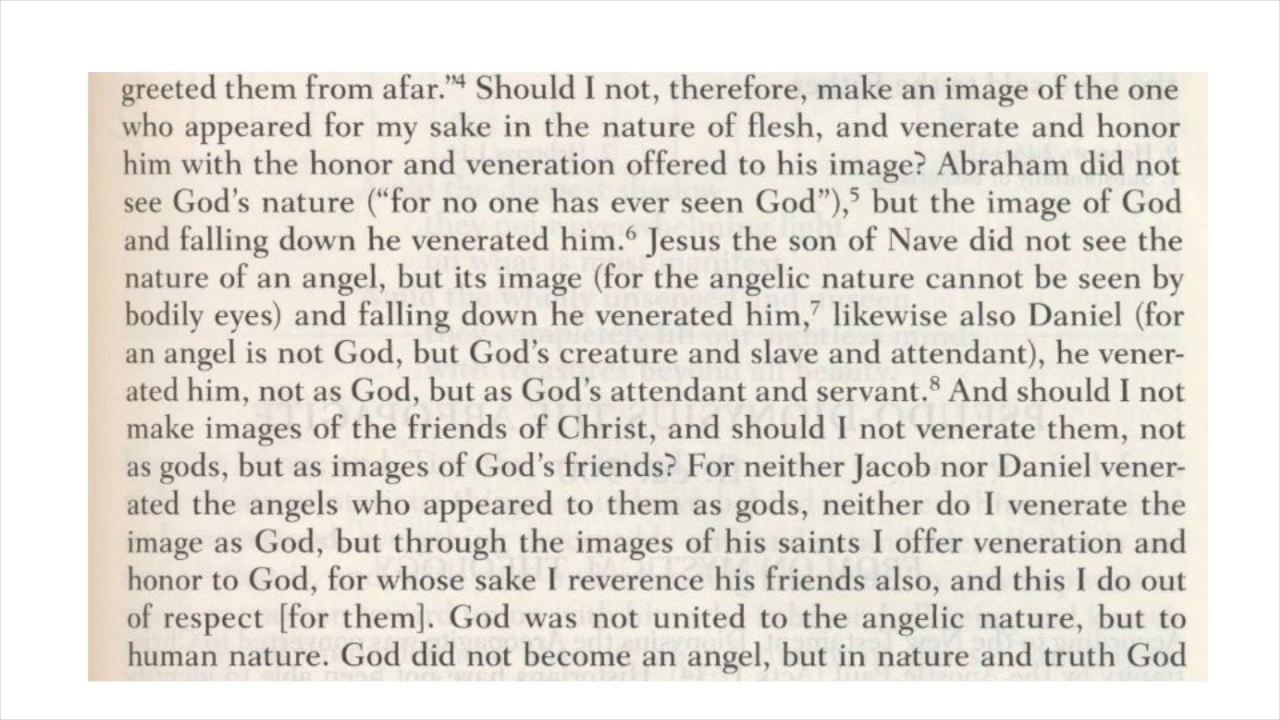 greeted them from afar.”⁴ Should I not, therefore, make an image of the one
who appeared for my sake in the nature of flesh, and venerate and honor
him with the honor and veneration offered to his image? Abraham did not
see God’s nature (“for no one has ever seen God”),⁵ but the image of God
and falling down he venerated him.⁶ Jesus the son of Nave did not see the
nature of an angel, but its image (for the angelic nature cannot be seen by
bodily eyes) and falling down he venerated him,⁷ likewise also Daniel (for
an angel is not God, but God’s creature and slave and attendant), he vener-
ated him, not as God, but as God’s attendant and servant.⁸ And should I not
make images of the friends of Christ, and should I not venerate them, not
as gods, but as images of God’s friends? For neither Jacob nor Daniel vener-
ated the angels who appeared to them as gods, neither do I venerate the
image as God, but through the images of his saints I offer veneration and
honor to God, for whose sake I reverence his friends also, and this I do out
of respect [for them]. God was not united to the angelic nature, but to
human nature. God did not become an angel, but in nature and truth God